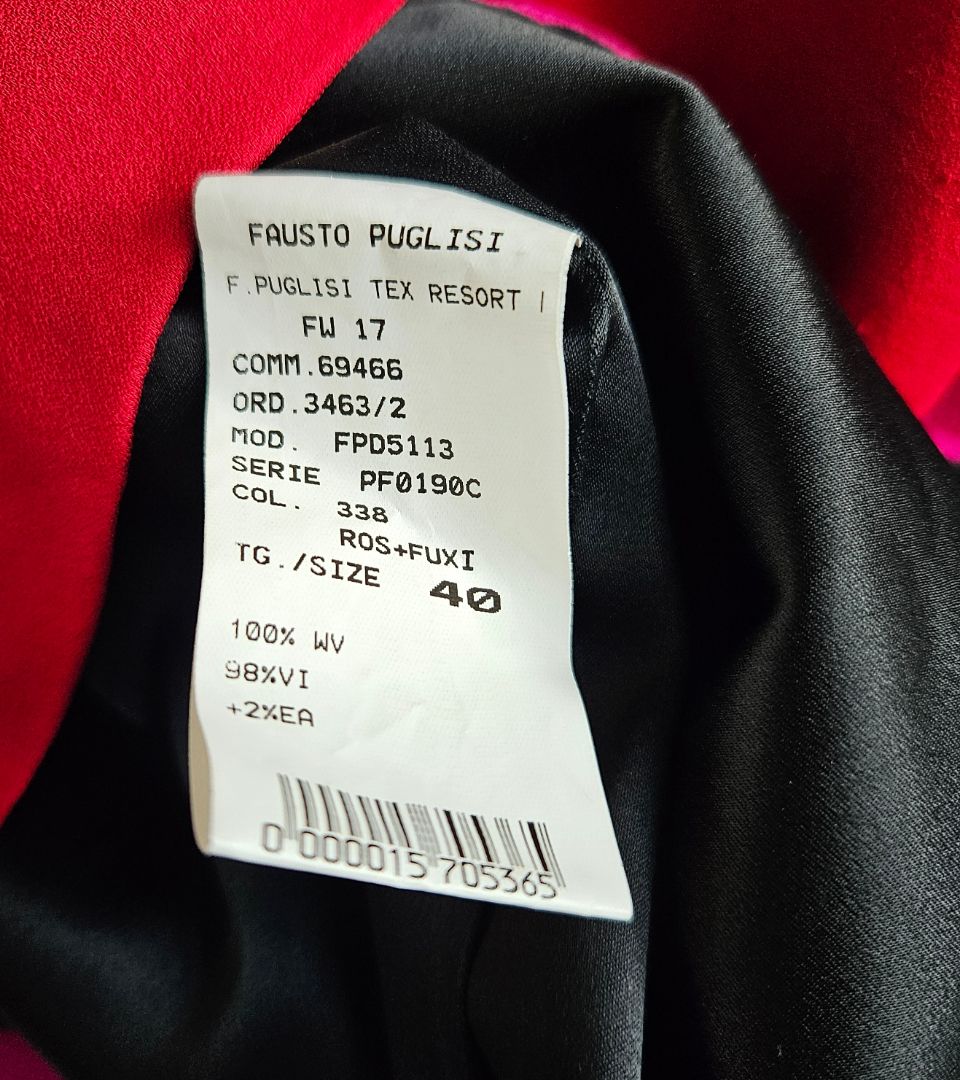 FAUSTO PUGLISI
F.PUGLISI TEX RESORT |
FW 17
COMM.69466
ORD.3463/2
MOD. FPD5113
SERIE PF0190C
COL. 338
ROS+FUXI
TG./SIZE 40
100% WV
98%VI
+2%EA
0 000015 705365